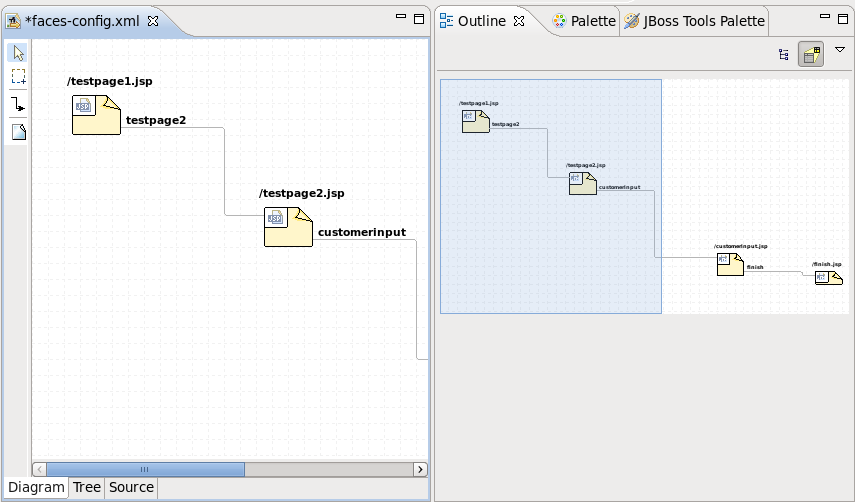 *faces-config.xml
/testpage1.jsp
testpage2
/testpage2.jsp
customerinput
Diagram Tree Source
Outline Palette JBoss Tools Palette
/testpage1.jsp
testpage2
/testpage2.jsp
customerinput
/customerinput.jsp
finish
/finish.jsp